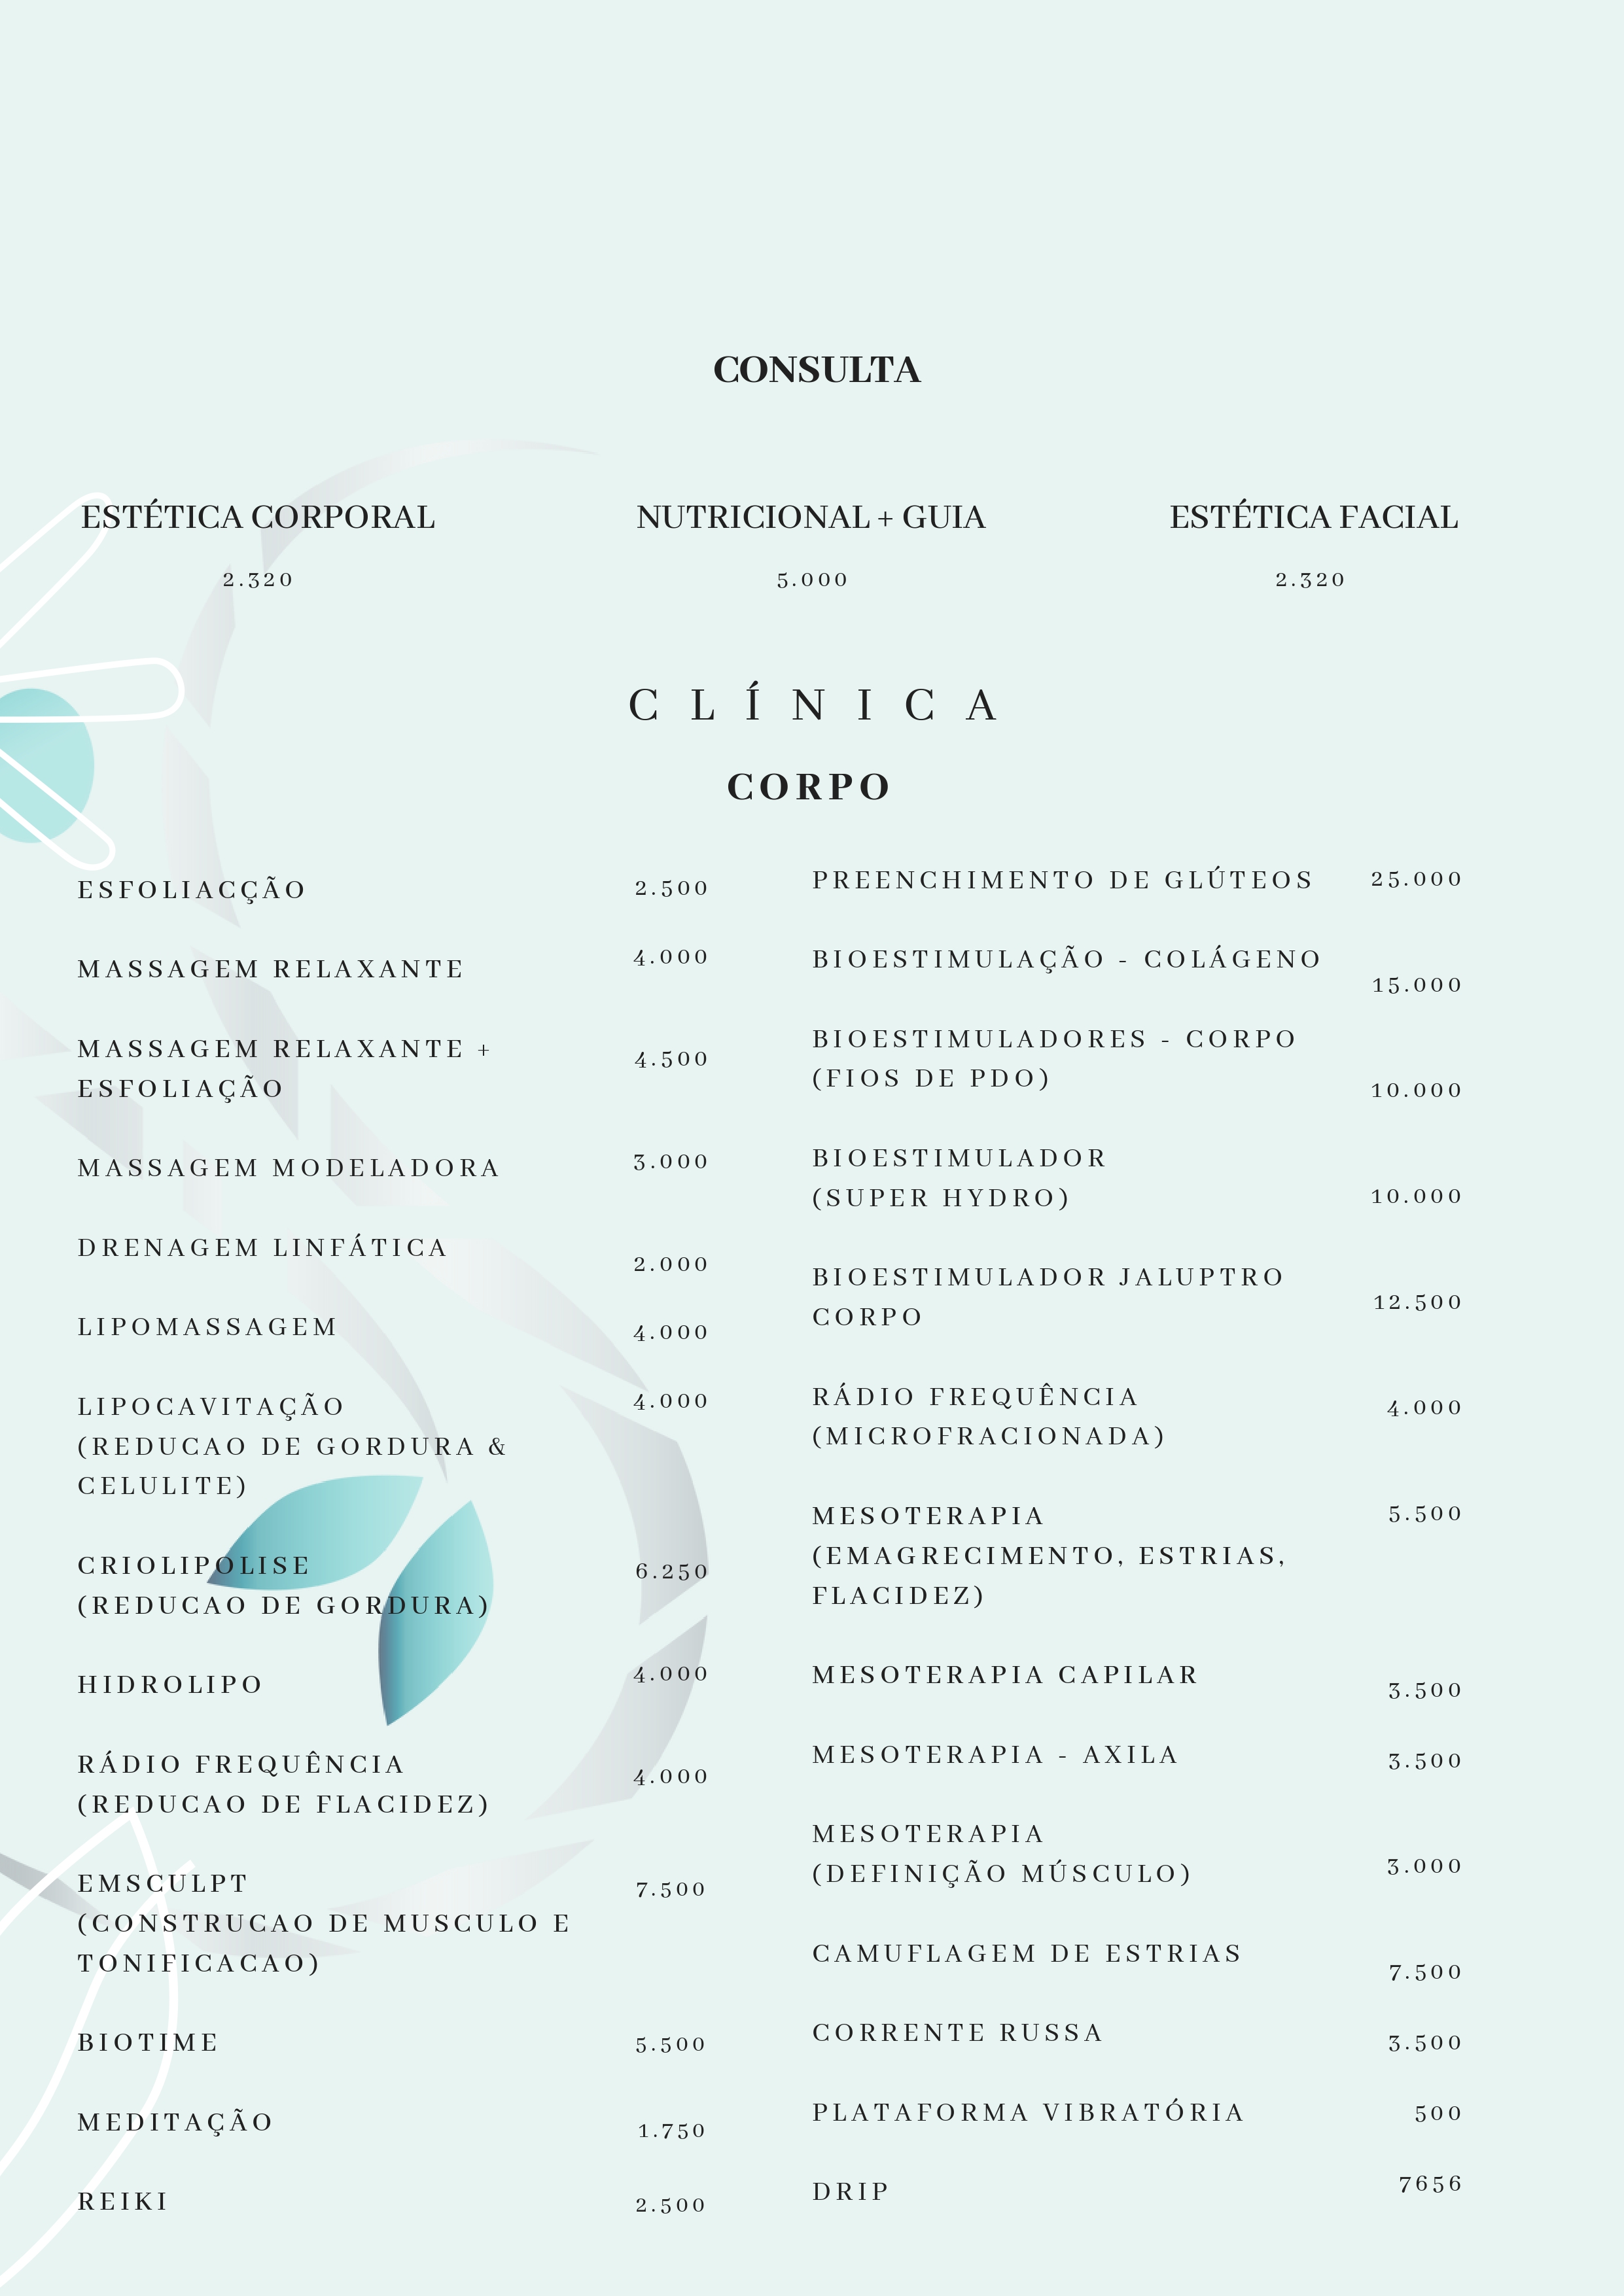 CONSULTA
ESTÉTICA CORPORAL
2.320
NUTRICIONAL + GUIA
5.000
ESTÉTICA FACIAL
2.320
CLÍNICA
CORPO
ESFOLIACÇÃO 2.500
MASSAGEM RELAXANTE 4.000
MASSAGEM RELAXANTE + 4.500
ESFOLIAÇÃO
MASSAGEM MODELADORA 3.000
DRENAGEM LINFÁTICA 2.000
LIPOMASSAGEM 4.000
LIPOCAVITAÇÃO 4.000
(REDUCAO DE GORDURA &
CELULITE)
CRIOLIPOLISE 6.250
(REDUCAO DE GORDURA)
HIDROLIPO 4.000
RÁDIO FREQUÊNCIA 4.000
(REDUCAO DE FLACIDEZ)
EMSCULPT 7.500
(CONSTRUCAO DE MUSCULO E
TONIFICACAO)
BIOTIME 5.500
MEDITAÇÃO 1.750
REIKI 2.500
PREENCHIMENTO DE GLÚTEOS 25.000
BIOESTIMULAÇÃO - COLÁGENO 15.000
BIOESTIMULADORES - CORPO
(FIOS DE PDO) 10.000
BIOESTIMULADOR
(SUPER HYDRO) 10.000
BIOESTIMULADOR JALUPTRO 12.500
CORPO
RÁDIO FREQUÊNCIA 4.000
(MICROFRACIONADA)
MESOTERAPIA 5.500
(EMAGRECIMENTO, ESTRIAS,
FLACIDEZ)
MESOTERAPIA CAPILAR 3.500
MESOTERAPIA - AXILA 3.500
MESOTERAPIA
(DEFINIÇÃO MÚSCULO) 3.000
CAMUFLAGEM DE ESTRIAS 7.500
CORRENTE RUSSA 3.500
PLATAFORMA VIBRATÓRIA 500
DRIP 7656